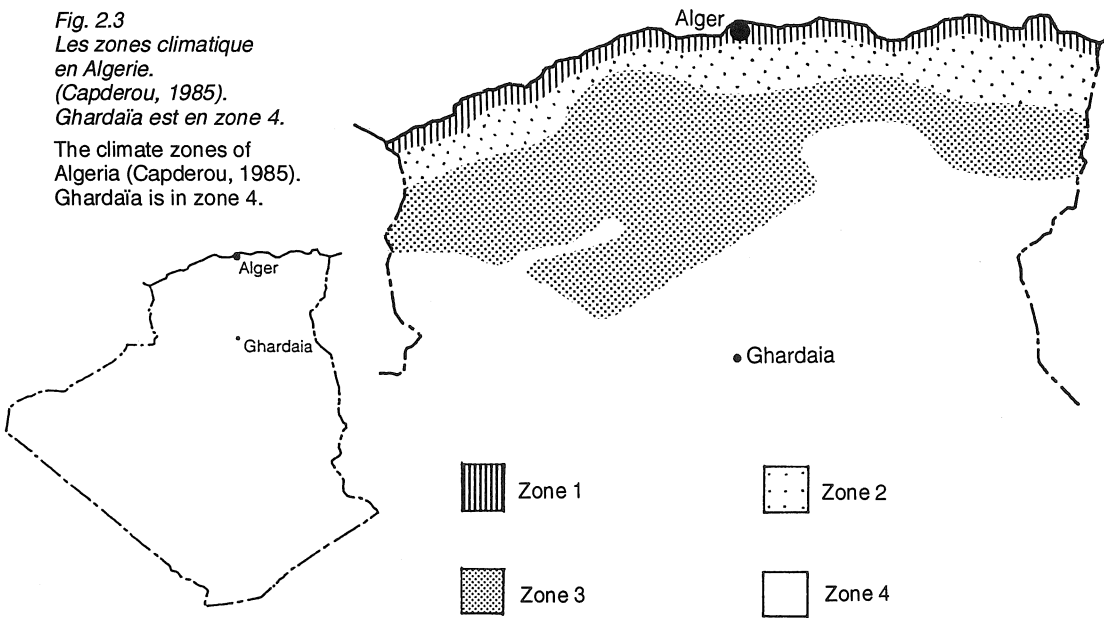 Fig. 2.3
Les zones climatique
en Algerie.
(Capderou, 1985).
Ghardaïa est en zone 4.
The climate zones of
Algeria (Capderou, 1985).
Ghardaïa is in zone 4.
Alger
Ghardaia
Alger
Ghardaia
Zone 1
Zone 2
Zone 3
Zone 4